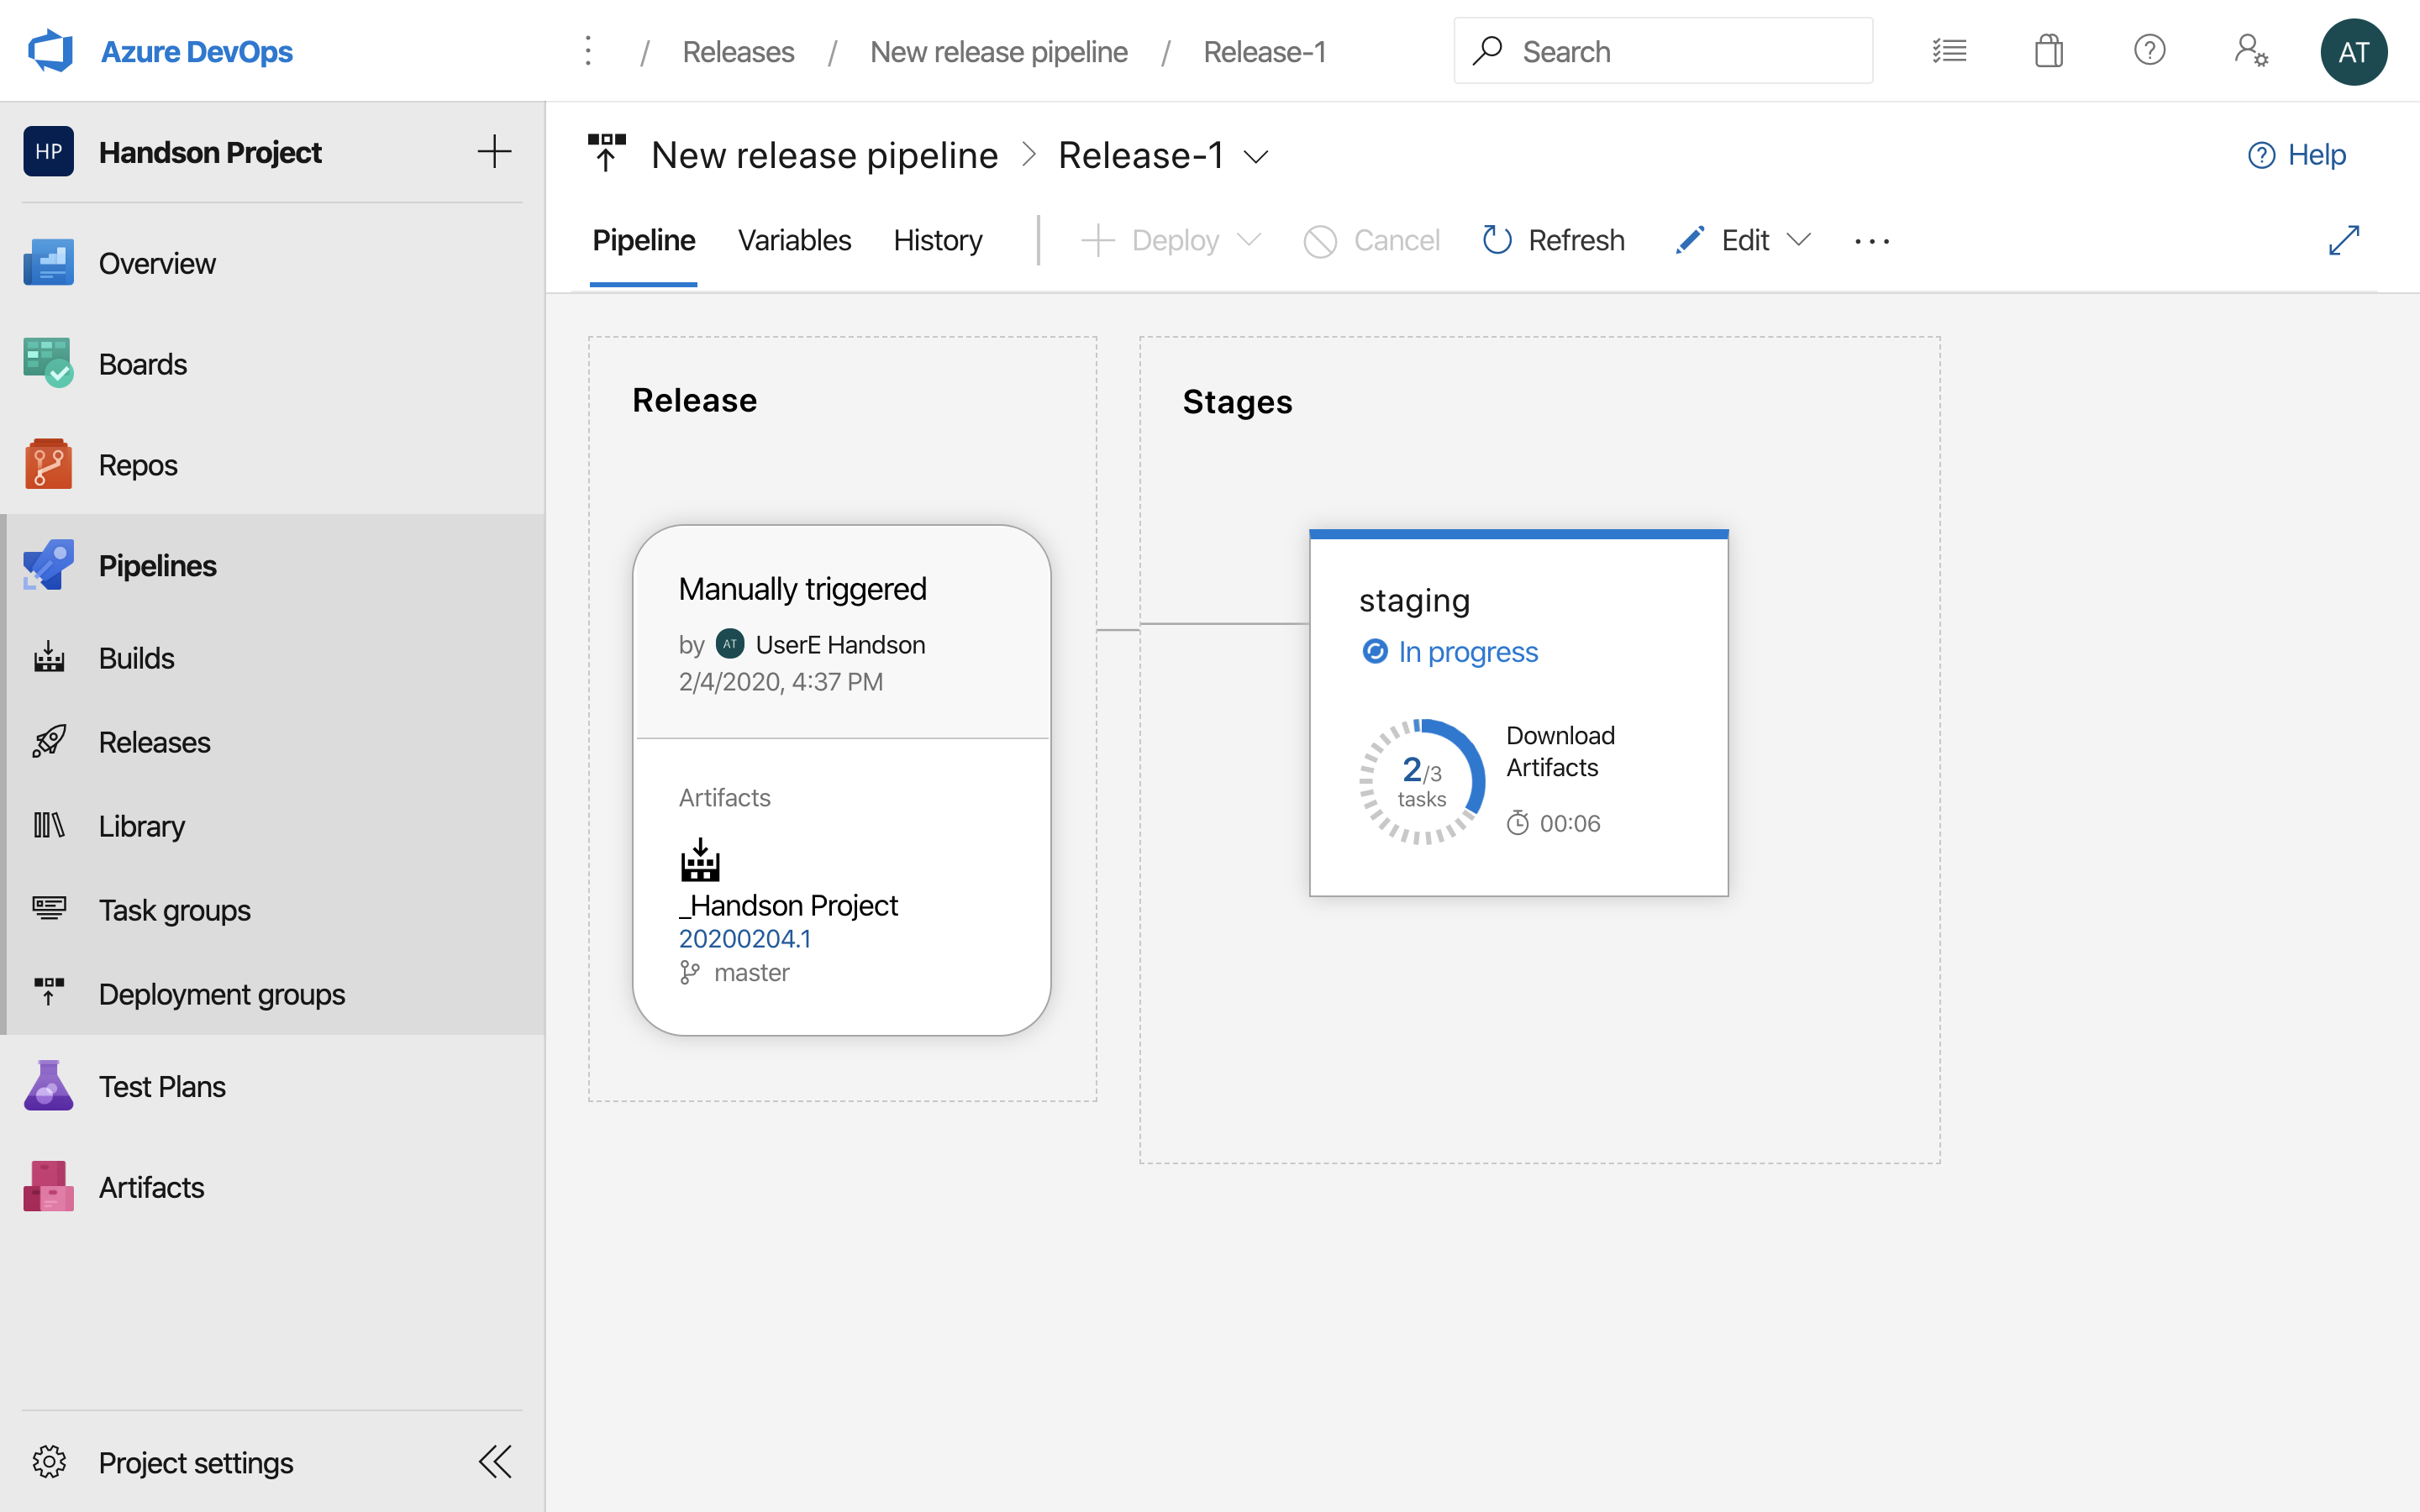 Azure DevOps
/ Releases / New release pipeline / Release-1
Search
AT
HP Handson Project
Overview
Boards
Repos
Pipelines
Builds
Releases
Library
Task groups
Deployment groups
Test Plans
Artifacts
Project settings
New release pipeline > Release-1
Help
Pipeline Variables History Deploy Cancel Refresh Edit ...
Release
Manually triggered
by AT UserE Handson
2/4/2020, 4:37 PM
Artifacts
_Handson Project
20200204.1
master
Stages
staging
In progress
2/3
tasks
Download
Artifacts
00:06